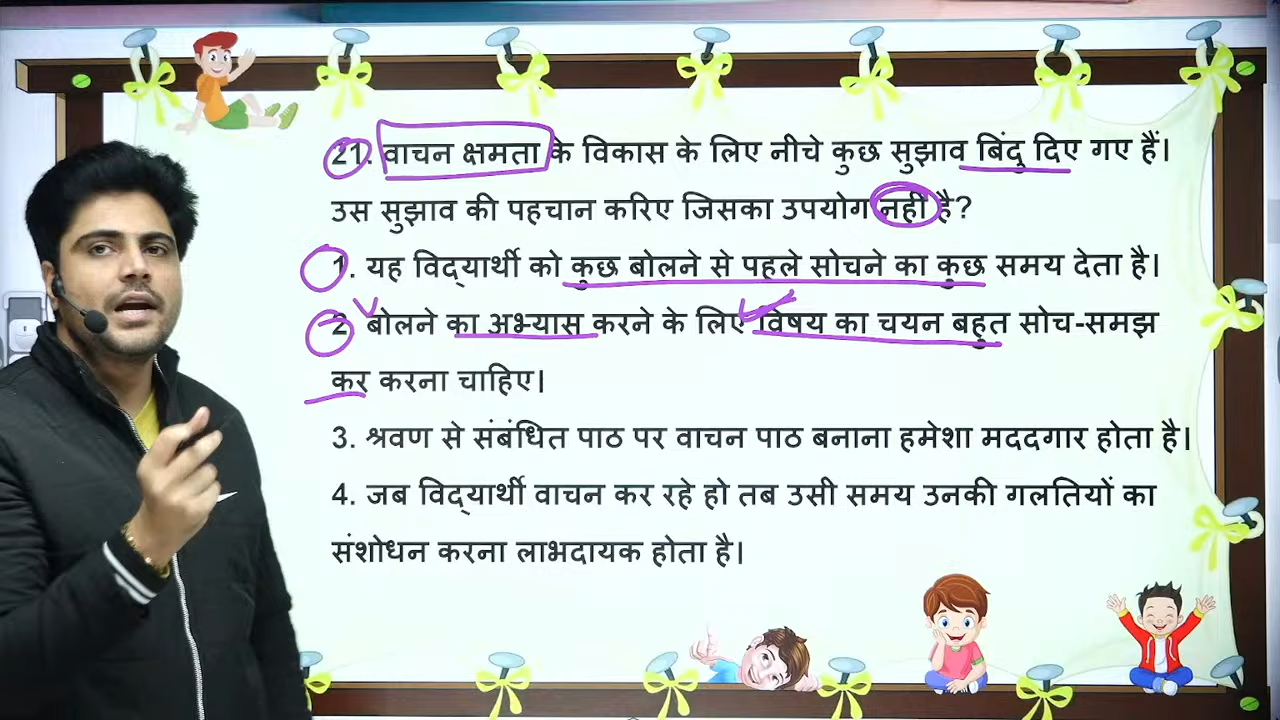 21. वाचन क्षमता के विकास के लिए नीचे कुछ सुझाव बिंदु दिए गए हैं।
उस सुझाव की पहचान करिए जिसका उपयोग नही है?
1. यह विद्यार्थी को कुछ बोलने से पहले सोचने का कुछ समय देता है।
2 बोलने का अभ्यास करने के लिए विषय का चयन बहुत सोच-समझ
कर करना चाहिए।
3. श्रवण से संबंधित पाठ पर वाचन पाठ बनाना हमेशा मददगार होता है।
4. जब विद्यार्थी वाचन कर रहे हो तब उसी समय उनकी गलतियों का
संशोधन करना लाभदायक होता है।